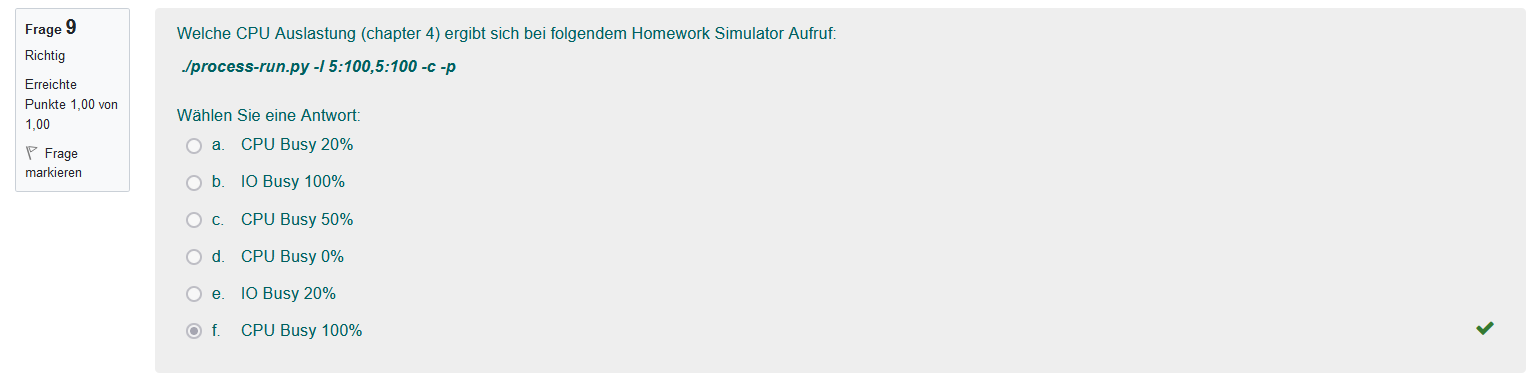 Frage 9
Richtig
Erreichte
Punkte 1,00 von
1,00
Frage
markieren
Welche CPU Auslastung (chapter 4) ergibt sich bei folgendem Homework Simulator Aufruf:
./process-run.py -l 5:100,5:100 -c -p
Wählen Sie eine Antwort:
a. CPU Busy 20%
b. IO Busy 100%
c. CPU Busy 50%
d. CPU Busy 0%
e. IO Busy 20%
f. CPU Busy 100%